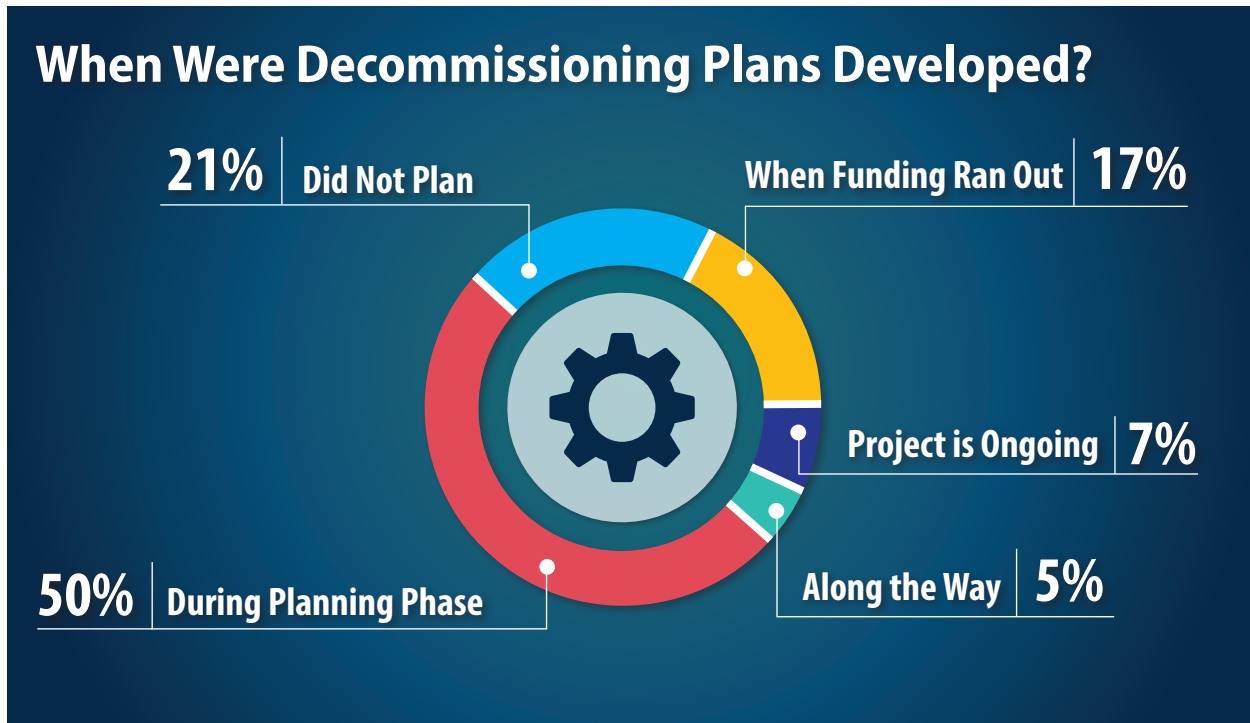 When Were Decommissioning Plans Developed?
21% Did Not Plan
When Funding Ran Out 17%
Project is Ongoing 7%
Along the Way 5%
50% During Planning Phase